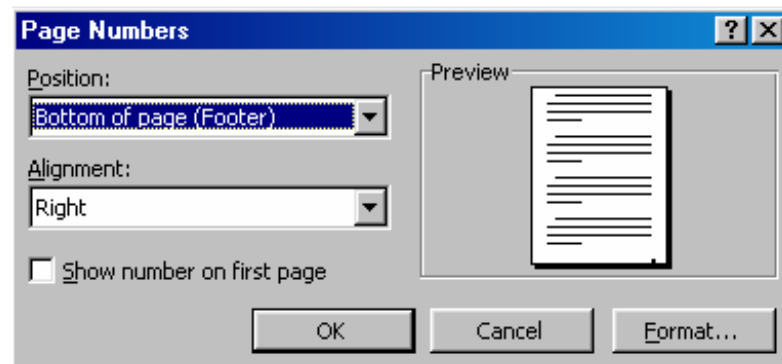 Page Numbers
Position:
Bottom of page (Footer)
Alignment:
Right
Show number on first page
Preview
OK
Cancel
Format...